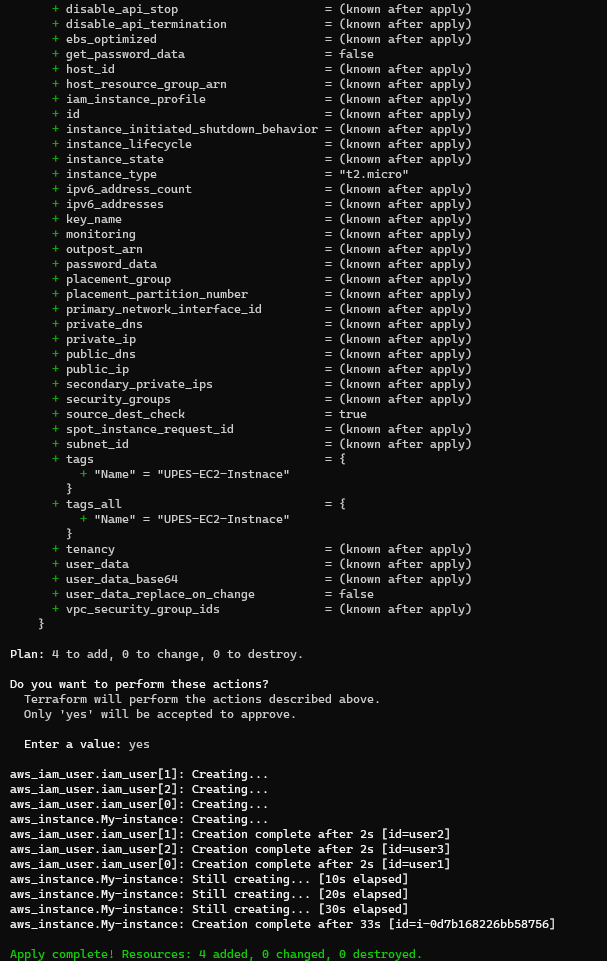 + disable_api_stop = (known after apply)
+ disable_api_termination = (known after apply)
+ ebs_optimized = (known after apply)
+ get_password_data = false
+ host_id = (known after apply)
+ host_resource_group_arn = (known after apply)
+ iam_instance_profile = (known after apply)
+ id = (known after apply)
+ instance_initiated_shutdown_behavior = (known after apply)
+ instance_lifecycle = (known after apply)
+ instance_state = (known after apply)
+ instance_type = "t2.micro"
+ ipv6_address_count = (known after apply)
+ ipv6_addresses = (known after apply)
+ key_name = (known after apply)
+ monitoring = (known after apply)
+ outpost_arn = (known after apply)
+ password_data = (known after apply)
+ placement_group = (known after apply)
+ placement_partition_number = (known after apply)
+ primary_network_interface_id = (known after apply)
+ private_dns = (known after apply)
+ private_ip = (known after apply)
+ public_dns = (known after apply)
+ public_ip = (known after apply)
+ secondary_private_ips = (known after apply)
+ security_groups = (known after apply)
+ source_dest_check = true
+ spot_instance_request_id = (known after apply)
+ subnet_id = (known after apply)
+ tags = {
+ "Name" = "UPES-EC2-Instnace"
}
+ tags_all = {
+ "Name" = "UPES-EC2-Instnace"
}
+ tenancy = (known after apply)
+ user_data = (known after apply)
+ user_data_base64 = (known after apply)
+ user_data_replace_on_change = false
+ vpc_security_group_ids = (known after apply)
}
Plan: 4 to add, 0 to change, 0 to destroy.
Do you want to perform these actions?
Terraform will perform the actions described above.
Only 'yes' will be accepted to approve.
Enter a value: yes
aws_iam_user.iam_user[1]: Creating...
aws_iam_user.iam_user[2]: Creating...
aws_iam_user.iam_user[0]: Creating...
aws_instance.My-instance: Creating...
aws_iam_user.iam_user[1]: Creation complete after 2s [id=user2]
aws_iam_user.iam_user[2]: Creation complete after 2s [id=user3]
aws_iam_user.iam_user[0]: Creation complete after 2s [id=user1]
aws_instance.My-instance: Still creating... [10s elapsed]
aws_instance.My-instance: Still creating... [20s elapsed]
aws_instance.My-instance: Still creating... [30s elapsed]
aws_instance.My-instance: Creation complete after 33s [id=i-0d7b168226bb58756]
Apply complete! Resources: 4 added, 0 changed, 0 destroyed.